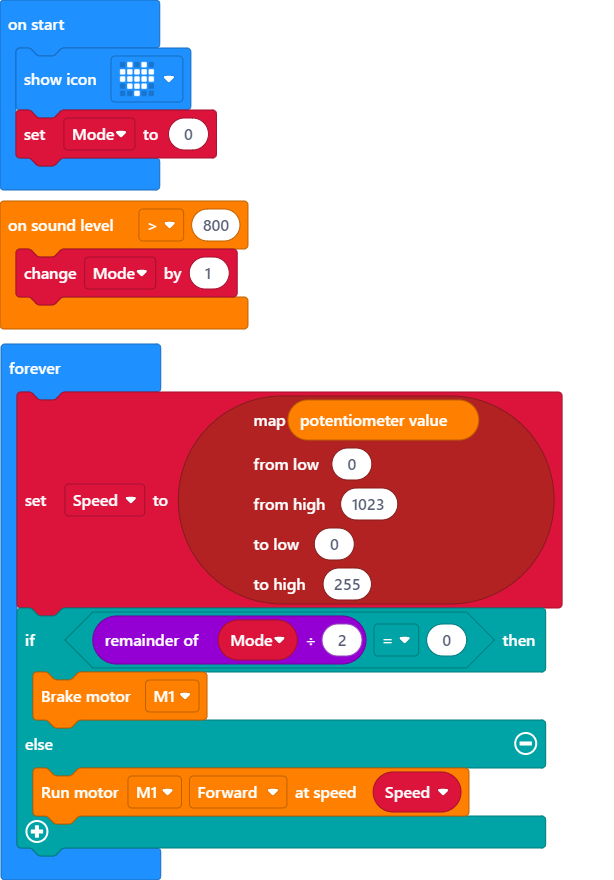 on start
show icon
set Mode to 0
on sound level > 800
change Mode by 1
forever
map potentiometer value
from low 0
set Speed to
from high 1023
to low 0
to high 255
if remainder of Mode ÷ 2 = 0 then
Brake motor M1
else
Run motor M1 Forward at speed Speed